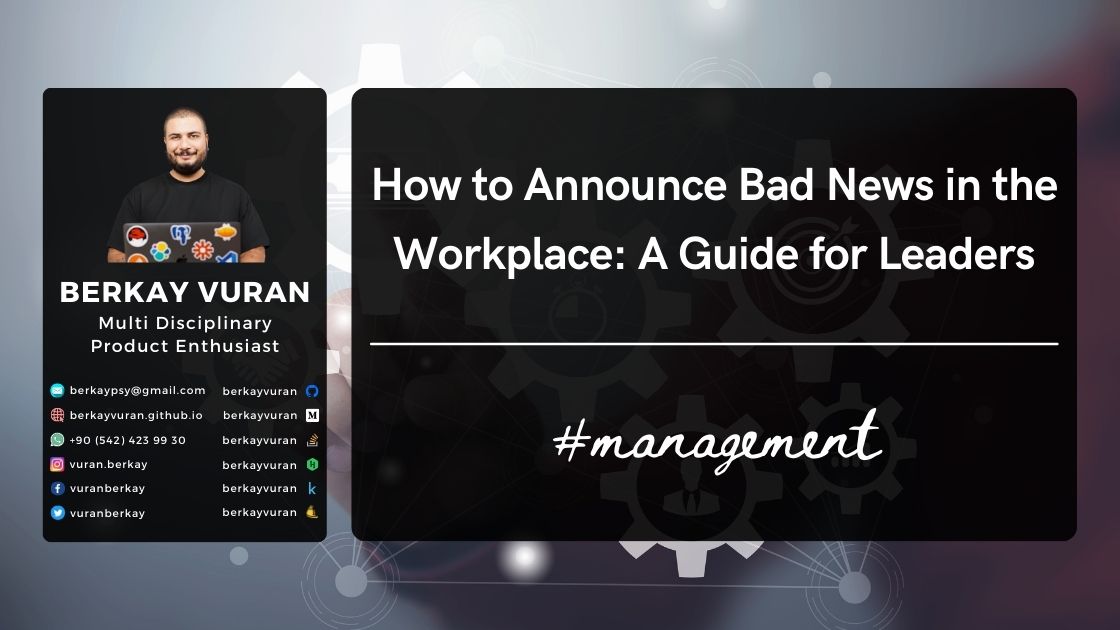 BERKAY VURAN
Multi Disciplinary
Product Enthusiast
berkaypsy@gmail.com
berkayvuran
berkayvuran.github.io
berkayvuran
M
+90 (542) 423 99 30
berkayvuran
vuran.berkay
berkayvuran
vuranberkay
berkayvuran
k
vuranberkay
berkayvuran
How to Announce Bad News in the
Workplace: A Guide for Leaders
#management